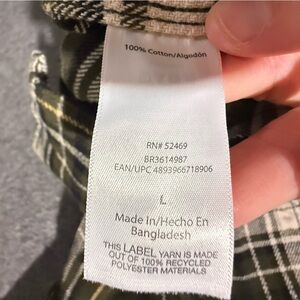 100% Cotton/Algodón
RN# 52469
BR3614987
EAN/UPC 4893966718906
L
Made In/Hecho En
Bangladesh
THIS LABEL YARN IS MADE
OUT OF 100% RECYCLED
POLYESTER MATERIALS